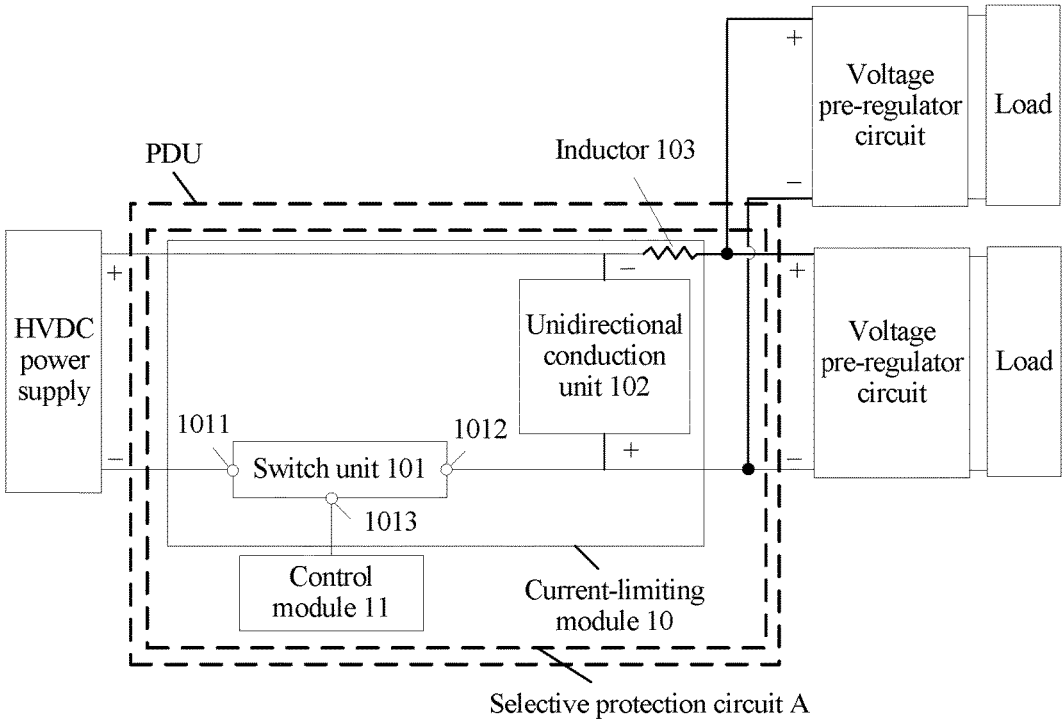 +
Voltage
pre-regulator
circuit
Load
−
PDU
Inductor 103
+
−
+
HVDC
power
supply
Unidirectional
conduction
unit 102
Voltage
pre-regulator
circuit
Load
1011
1012
+
−
Switch unit 101
−
1013
Control
module 11
Current-limiting
module 10
Selective protection circuit A